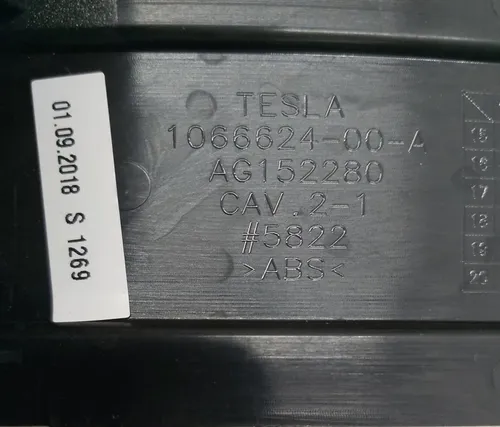 01.09.2018 S 1269
TESLA
1066624-00-A
AG152280
CAV.2-1
#5822
>ABS<
15
16
17
18
19
20